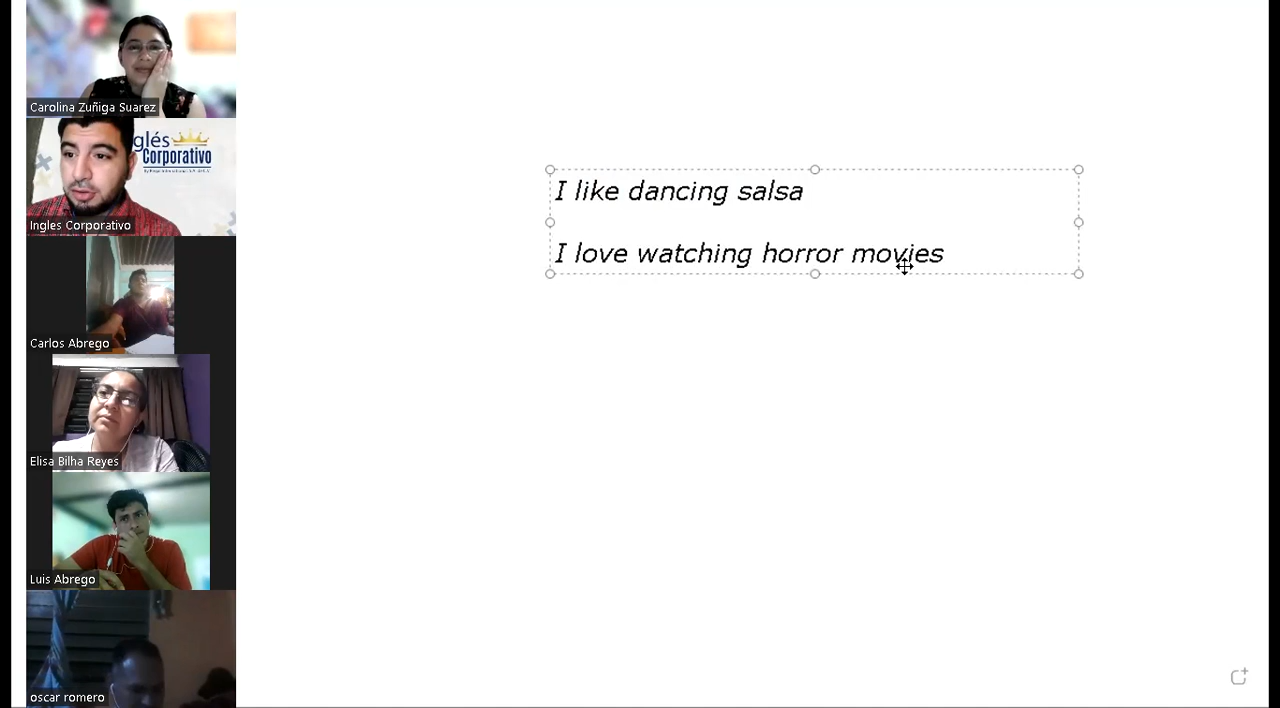 Carolina Zuñiga Suarez
glés
Corporativo
Ingles Corporativo
Carlos Abrego
Elisa Bilha Reyes
Luis Abrego
oscar romero
I like dancing salsa
I love watching horror movies